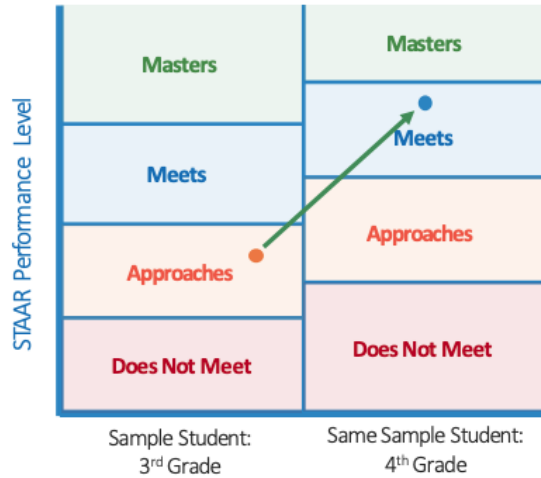 STAAR Performance Level
Masters
Meets
Approaches
Does Not Meet
Masters
Meets
Approaches
Does Not Meet
Sample Student:
3rd Grade
Same Sample Student:
4th Grade